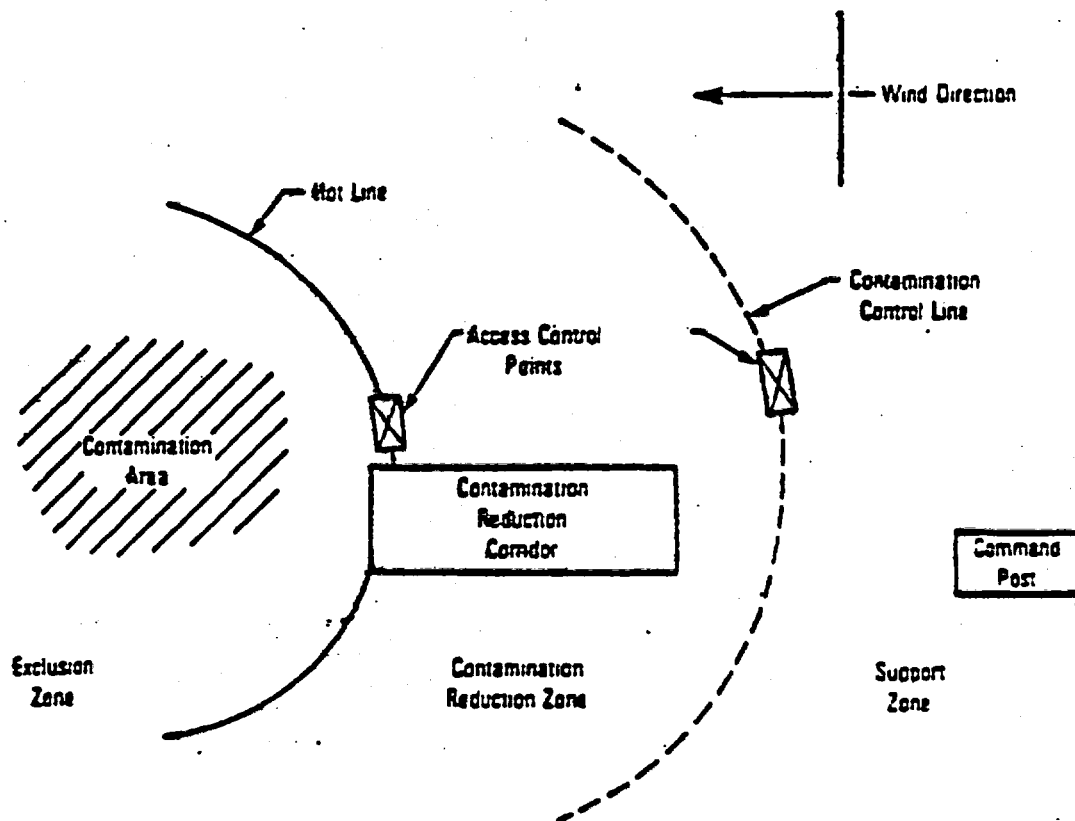 Wind Direction
Hot Line
Contamination
Control Line
Access Control
Points
Contamination
Area
Contamination
Reduction
Corridor
Command
Post
Exclusion
Zone
Contamination
Reduction Zone
Support
Zone